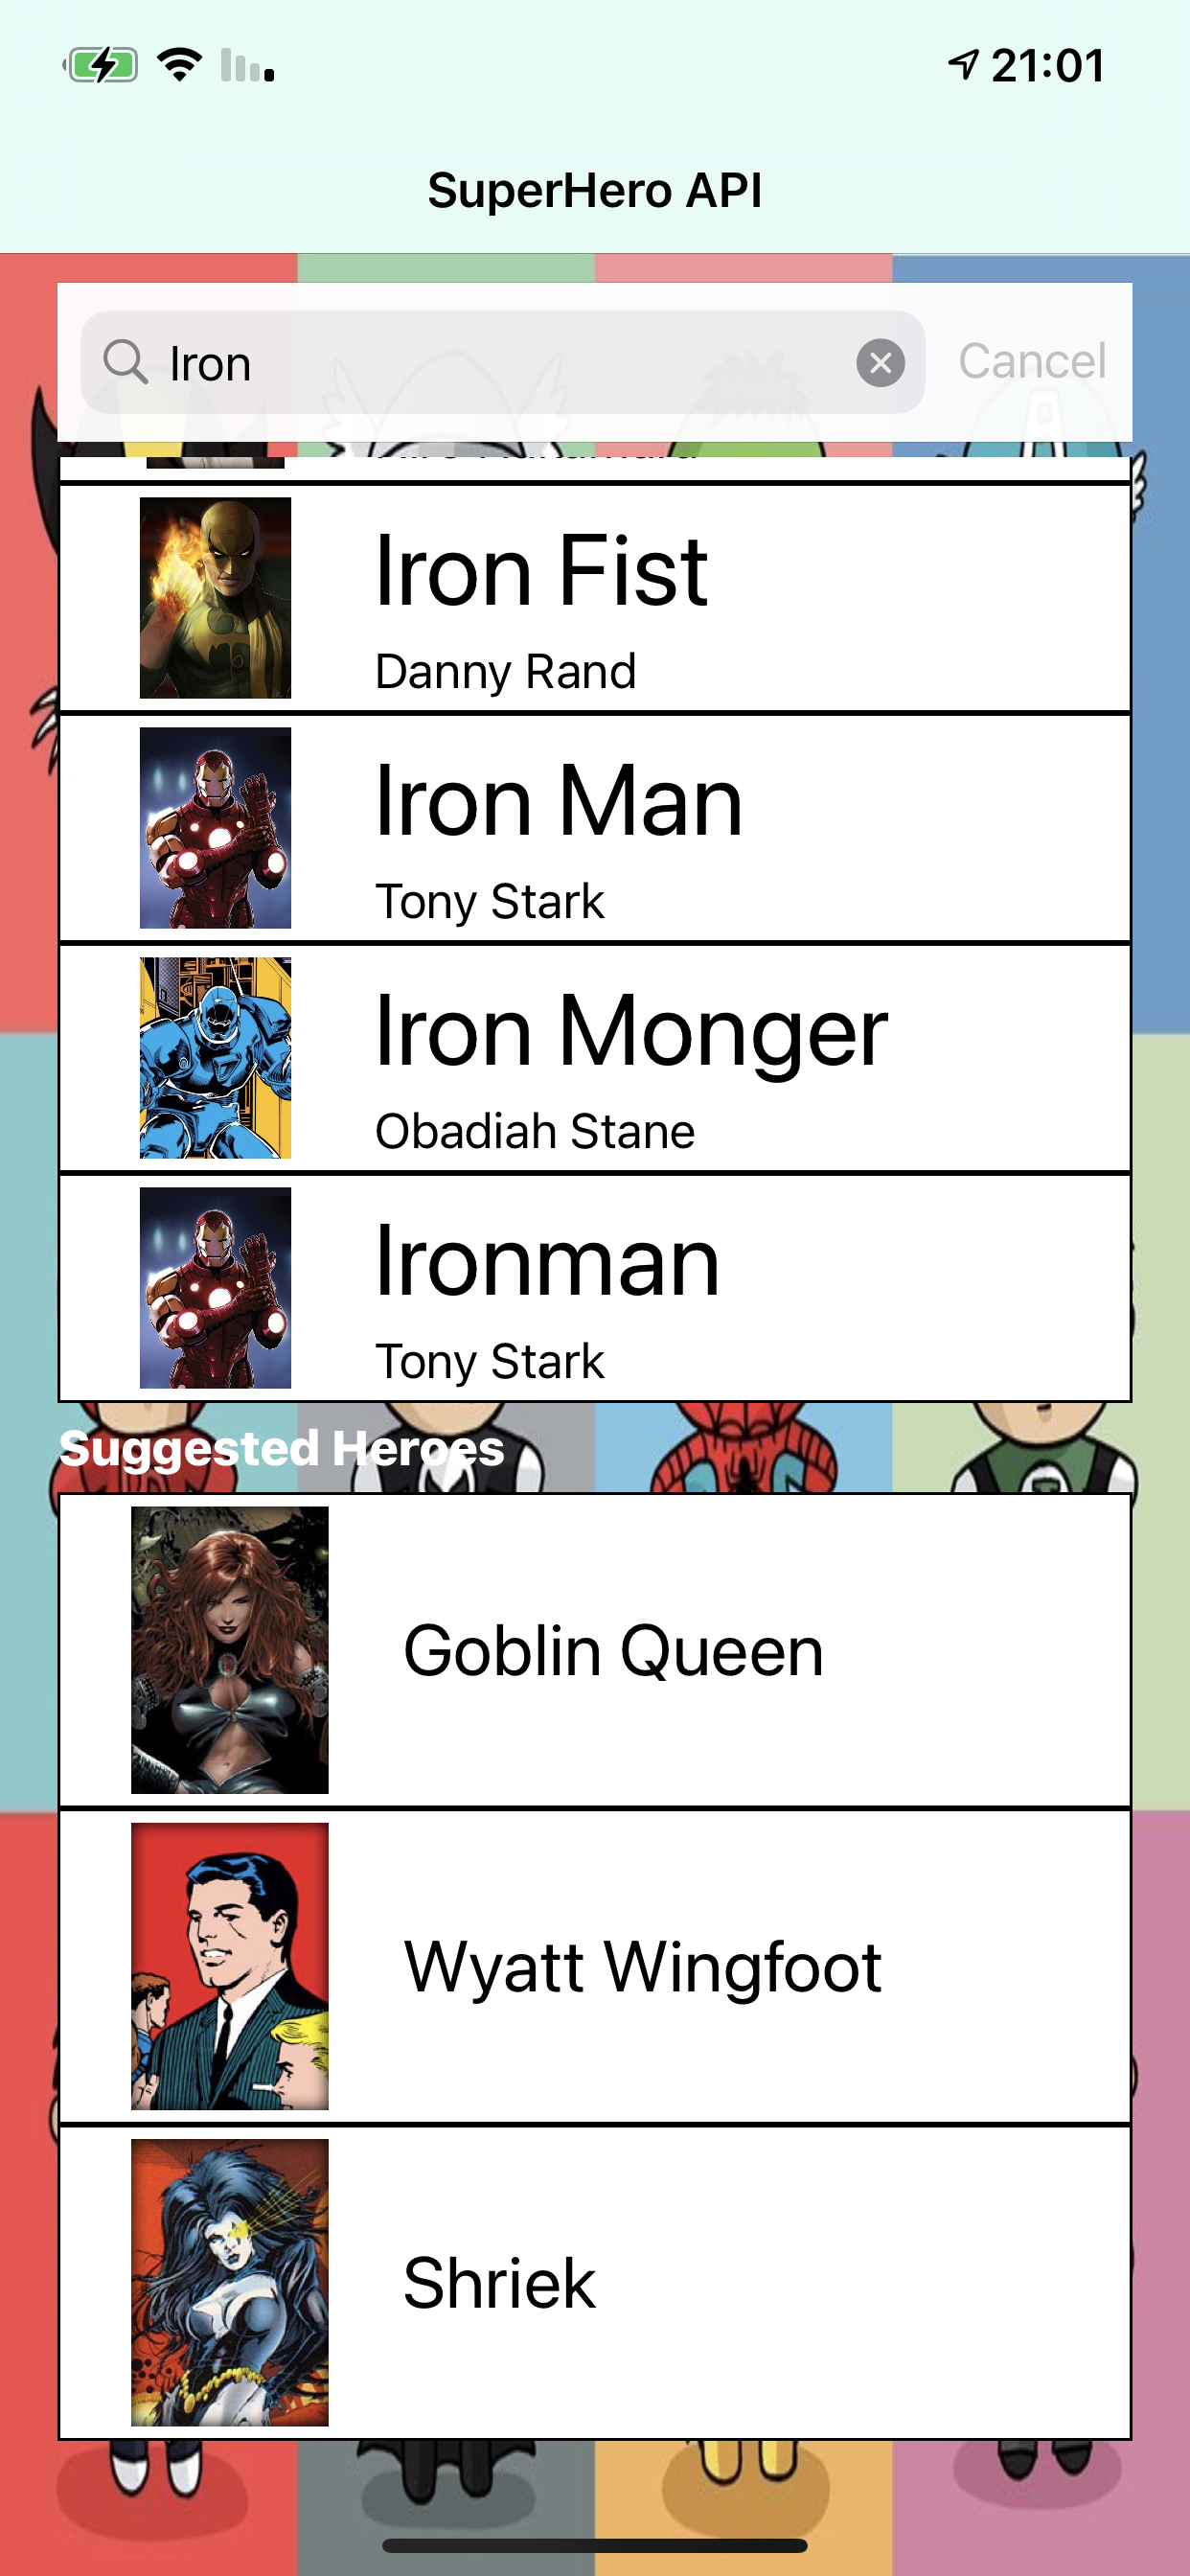 21:01
SuperHero API
Iron
Cancel
Iron Fist
Danny Rand
Iron Man
Tony Stark
Iron Monger
Obadiah Stane
Ironman
Tony Stark
Suggested Heroes
Goblin Queen
Wyatt Wingfoot
Shriek